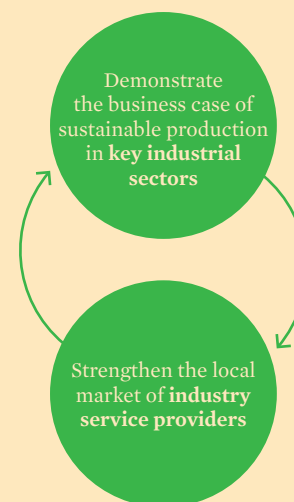 Demonstrate
the business case of
sustainable production
in key industrial
sectors
Strengthen the local
market of industry
service providers